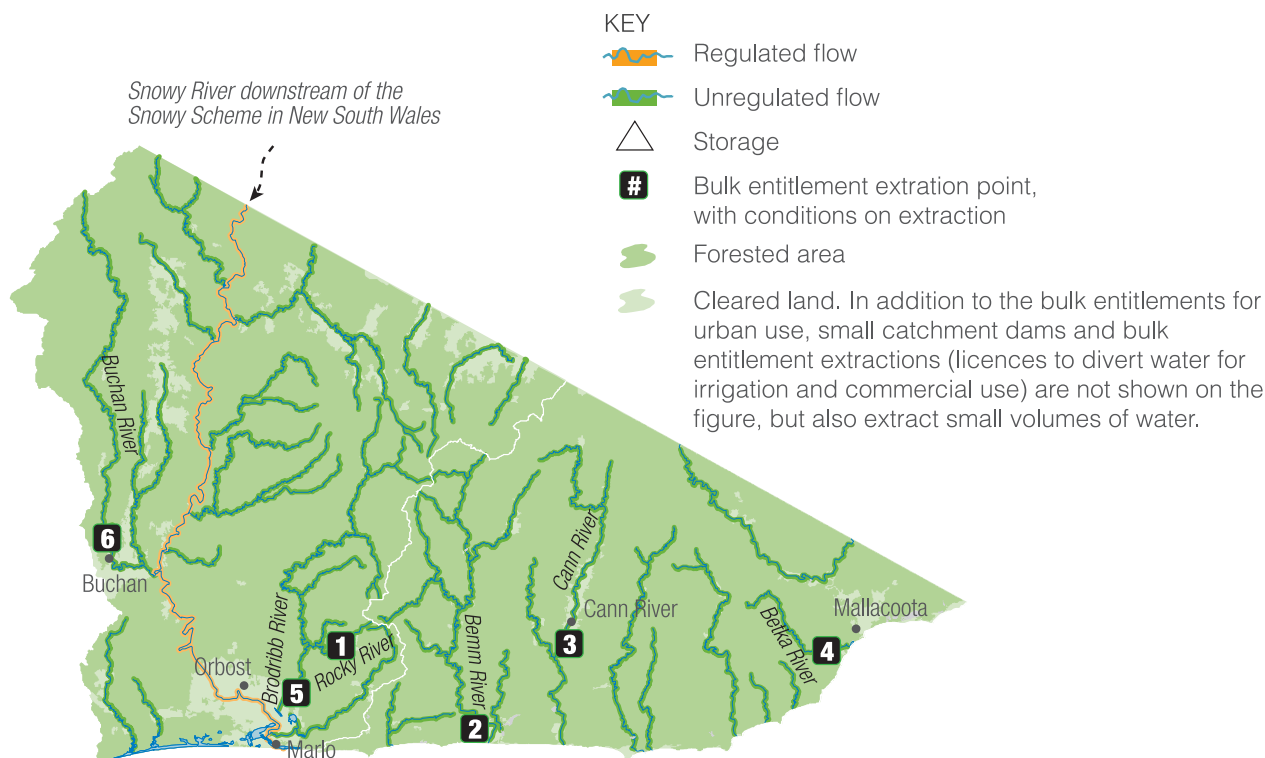 KEY
Regulated flow
Unregulated flow
Storage
#
Bulk entitlement extration point,
with conditions on extraction
Forested area
Cleared land. In addition to the bulk entitlements for
urban use, small catchment dams and bulk
entitlement extractions (licences to divert water for
irrigation and commercial use) are not shown on the
figure, but also extract small volumes of water.
Snowy River downstream of the
Snowy Scheme in New South Wales
Buchan River
6
Buchan
Orbost
Brodribb River
1
Rocky River
5
Marlo
Bemm River
2
Cann River
Cann River
3
Betka River
Mallacoota
4